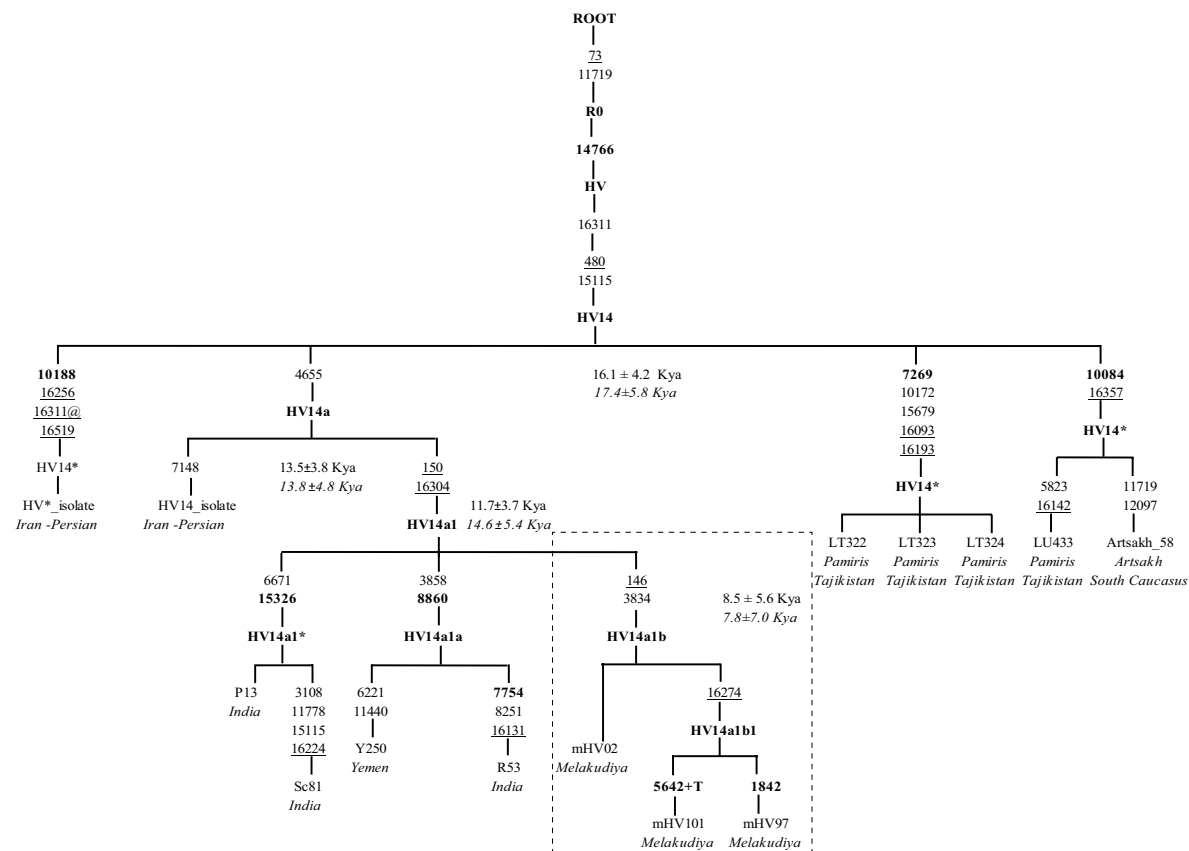 ROOT
73
11719
R0
14766
HV
16311
480
15115
HV14
10188
16256
16311@
16519
HV14*
HV*_isolate
Iran -Persian
4655
HV14a
7148
HV14_isolate
Iran -Persian
13.5±3.8 Kya
13.8±4.8 Kya
150
16304
HV14a1
11.7±3.7 Kya
14.6±5.4 Kya
16.1 ± 4.2 Kya
17.4±5.8 Kya
6671
15326
HV14a1*
P13
India
3108
11778
15115
16224
Sc81
India
3858
8860
HV14a1a
6221
11440
Y250
Yemen
7754
8251
16131
R53
India
146
3834
HV14a1b
8.5 ± 5.6 Kya
7.8±7.0 Kya
mHV02
Melakudiya
16274
HV14a1b1
5642+T
mHV101
Melakudiya
1842
mHV97
Melakudiya
7269
10172
15679
16093
16193
HV14*
LT322
Pamiris
Tajikistan
LT323
Pamiris
Tajikistan
LT324
Pamiris
Tajikistan
10084
16357
HV14*
5823
16142
LU433
Pamiris
Tajikistan
11719
12097
Artsakh_58
Artsakh
South Caucasus